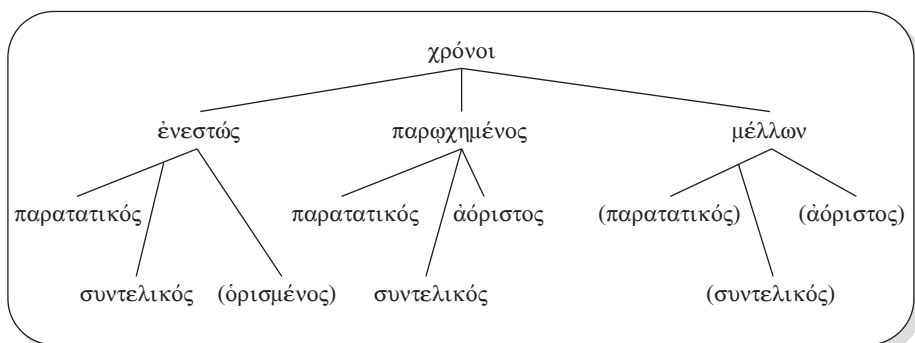 χρόνοι
ἐνεστώς παρῳχημένος μέλλων
παρατατικός παρατατικός ἀόριστος (παρατατικός) (ἀόριστος)
συντελικός (ὁρισμένος) συντελικός (συντελικός)